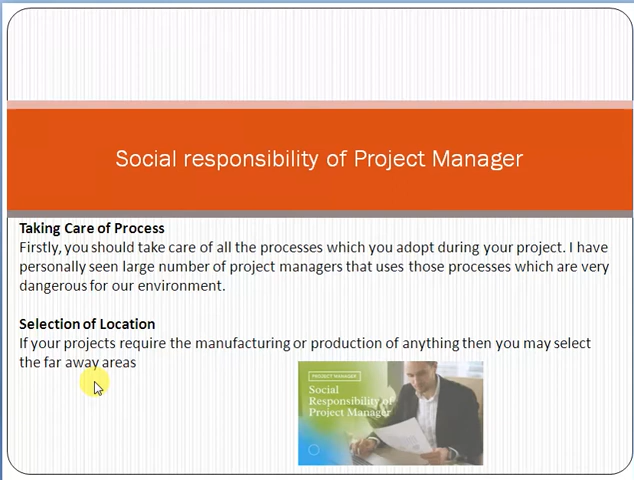 Social responsibility of Project Manager
Taking Care of Process
Firstly, you should take care of all the processes which you adopt during your project. I have
personally seen large number of project managers that uses those processes which are very
dangerous for our environment.
Selection of Location
If your projects require the manufacturing or production of anything then you may select
the far away areas
PROJECT MANAGER
Social
Responsibility of
Project Manager